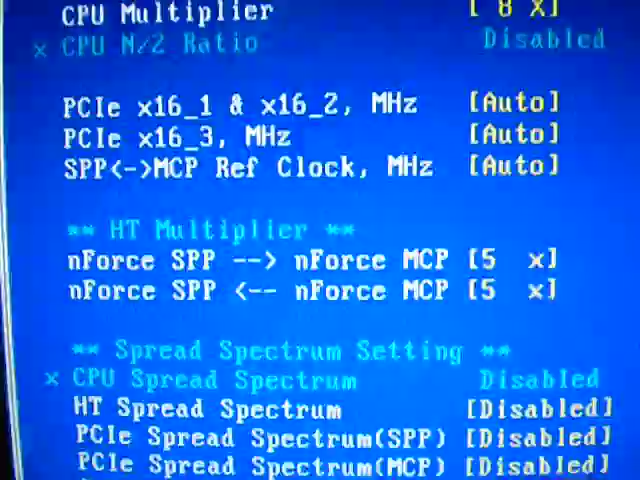 CPU Multiplier [ 8 X]
x CPU N/2 Ratio Disabled
PCIe x16_1 & x16_2, MHz [Auto]
PCIe x16_3, MHz [Auto]
SPP<->MCP Ref Clock, MHz [Auto]
** HT Multiplier **
nForce SPP --> nForce MCP [5 x]
nForce SPP <-- nForce MCP [5 x]
** Spread Spectrum Setting **
x CPU Spread Spectrum Disabled
HT Spread Spectrum [Disabled]
PCIe Spread Spectrum(SPP) [Disabled]
PCIe Spread Spectrum(MCP) [Disabled]